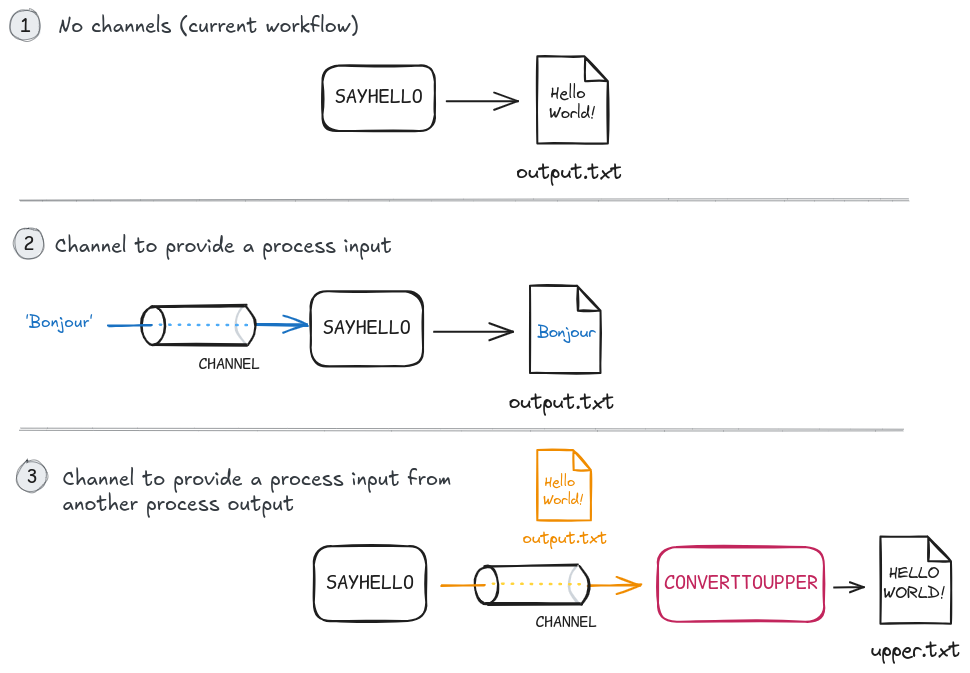 1 No channels (current workflow)
SAYHELLO
Hello
World!
output.txt
2 Channel to provide a process input
'Bonjour'
SAYHELLO
Bonjour
CHANNEL
output.txt
3 Channel to provide a process input from
another process output
Hello
World!
output.txt
SAYHELLO
CONVERTTOUPPER
HELLO
WORLD!
CHANNEL
upper.txt